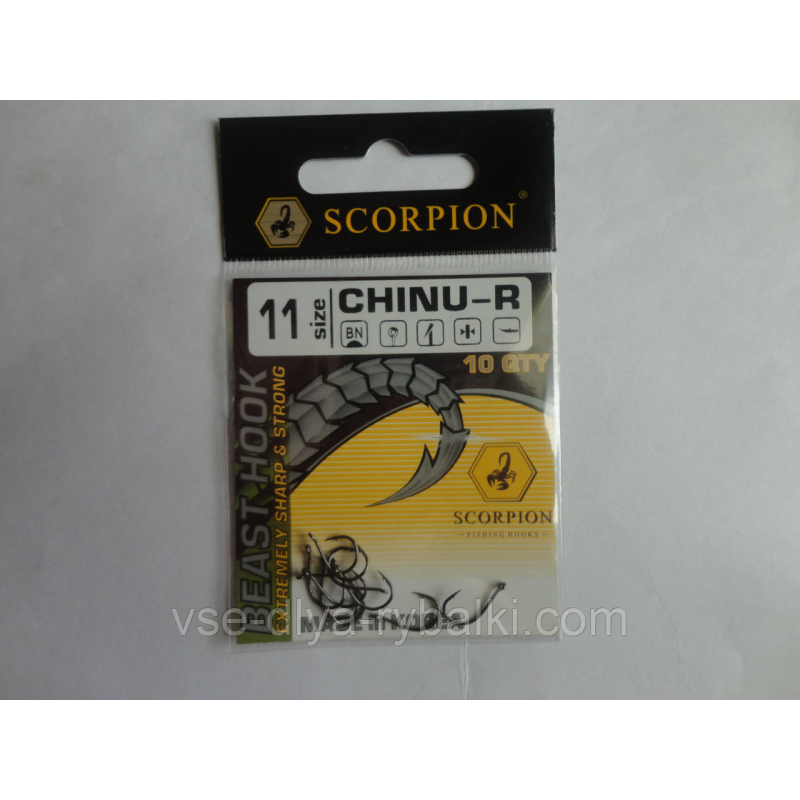 SCORPION®
11 size
CHINU-R
BN
10 QTY
BEAST HOOK
EXTREMELY SHARP & STRONG
SCORPION
FISHING HOOKS
vse-dlya-rybalki.com.ua